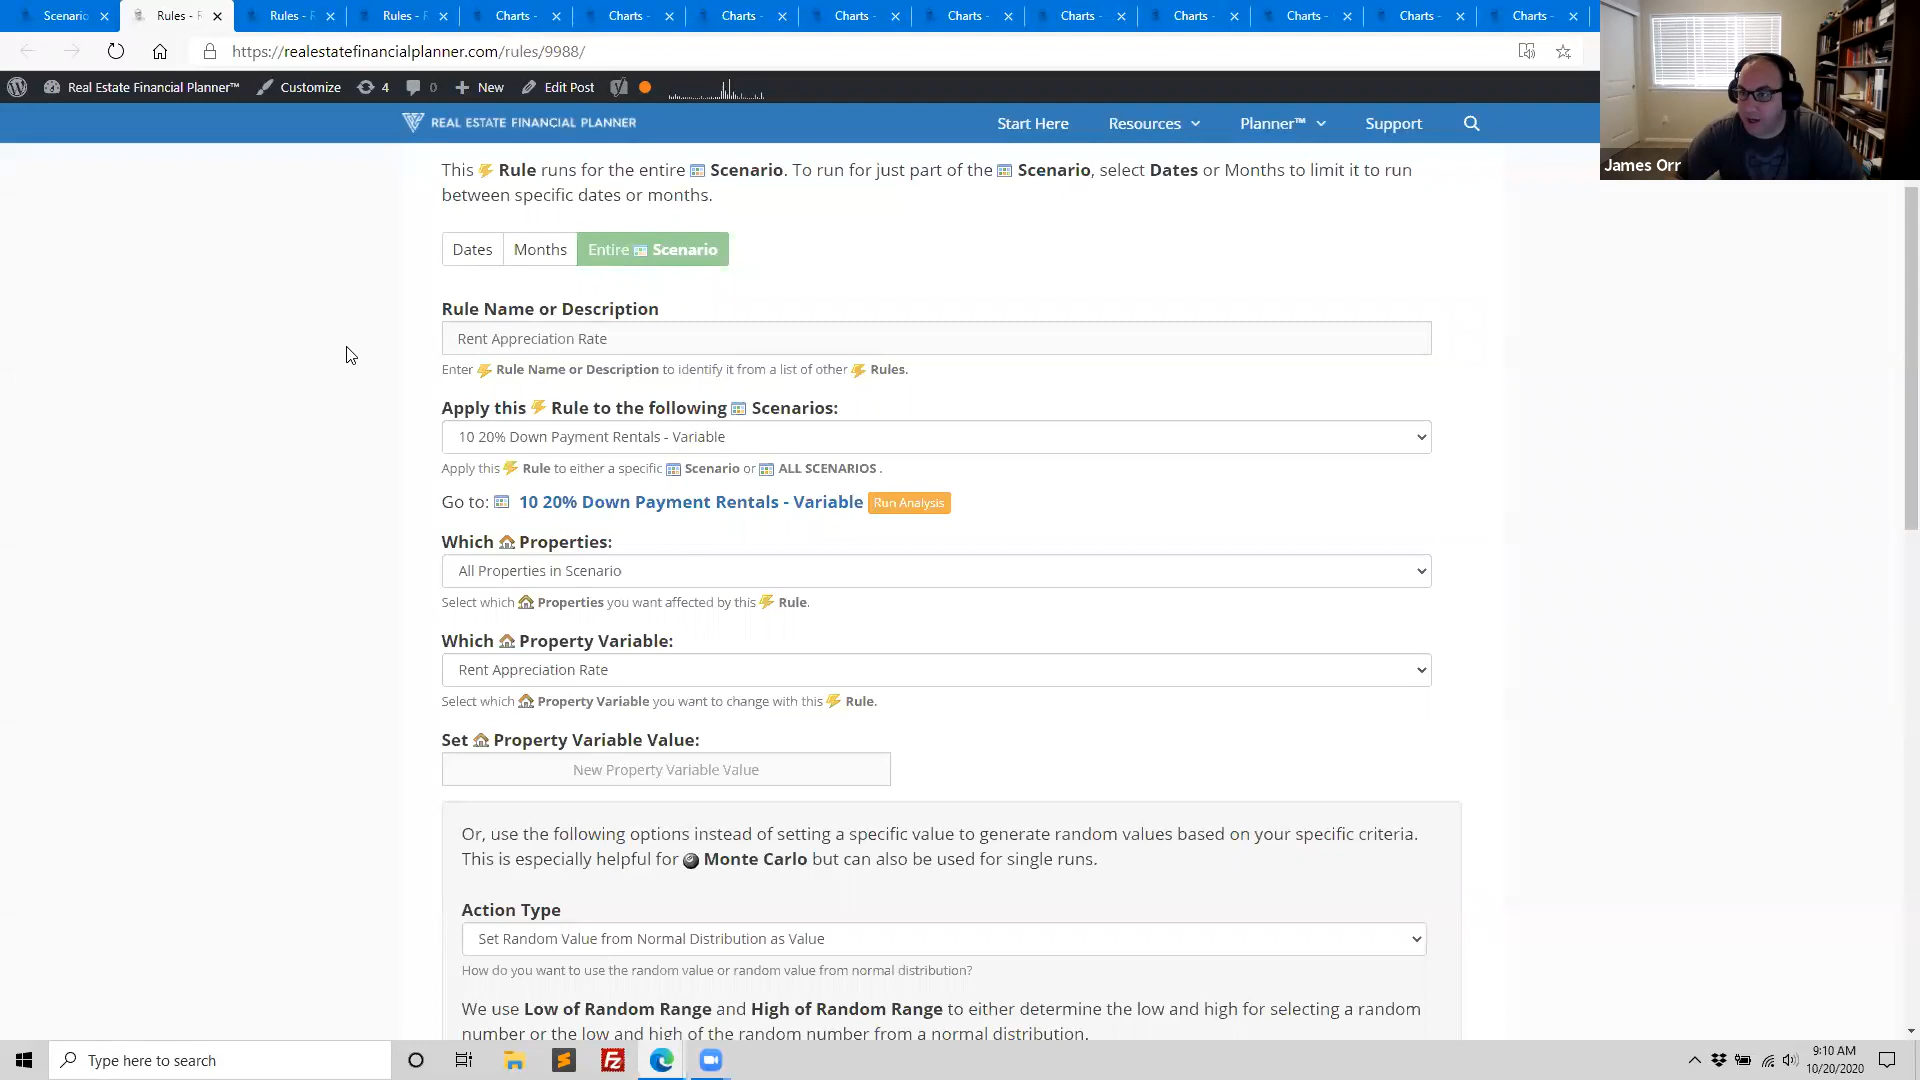 Scenario
Rules -
Rules -
Rules -
Charts -
Charts -
Charts -
Charts -
Charts -
Charts -
Charts -
Charts -
Charts -
Charts -
https://realestatefinancialplanner.com/rules/9988/
Real Estate Financial Planner™
Customize
4
0
New
Edit Post
REAL ESTATE FINANCIAL PLANNER
Start Here
Resources
Planner™
Support
James Orr
This Rule runs for the entire Scenario. To run for just part of the Scenario, select Dates or Months to limit it to run
between specific dates or months.
Dates
Months
Entire Scenario
Rule Name or Description
Rent Appreciation Rate
Enter Rule Name or Description to identify it from a list of other Rules.
Apply this Rule to the following Scenarios:
10 20% Down Payment Rentals - Variable
Apply this Rule to either a specific Scenario or ALL SCENARIOS .
Go to: 10 20% Down Payment Rentals - Variable Run Analysis
Which Properties:
All Properties in Scenario
Select which Properties you want affected by this Rule.
Which Property Variable:
Rent Appreciation Rate
Select which Property Variable you want to change with this Rule.
Set Property Variable Value:
New Property Variable Value
Or, use the following options instead of setting a specific value to generate random values based on your specific criteria.
This is especially helpful for Monte Carlo but can also be used for single runs.
Action Type
Set Random Value from Normal Distribution as Value
How do you want to use the random value or random value from normal distribution?
We use Low of Random Range and High of Random Range to either determine the low and high for selecting a random
number or the low and high of the random number from a normal distribution.
Type here to search
9:10 AM
10/20/2020